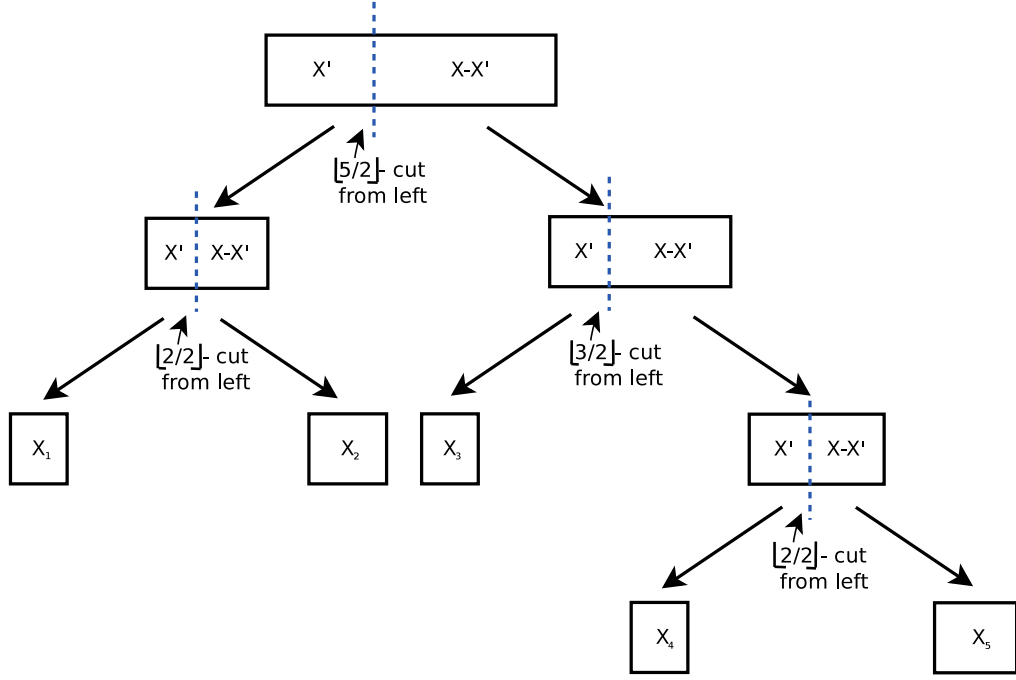 X' X-X'
⌊5/2⌋- cut
from left
X' X-X'
X' X-X'
⌊2/2⌋- cut
from left
⌊3/2⌋- cut
from left
X₁
X₂
X₃
X' X-X'
⌊2/2⌋- cut
from left
X₄
X₅